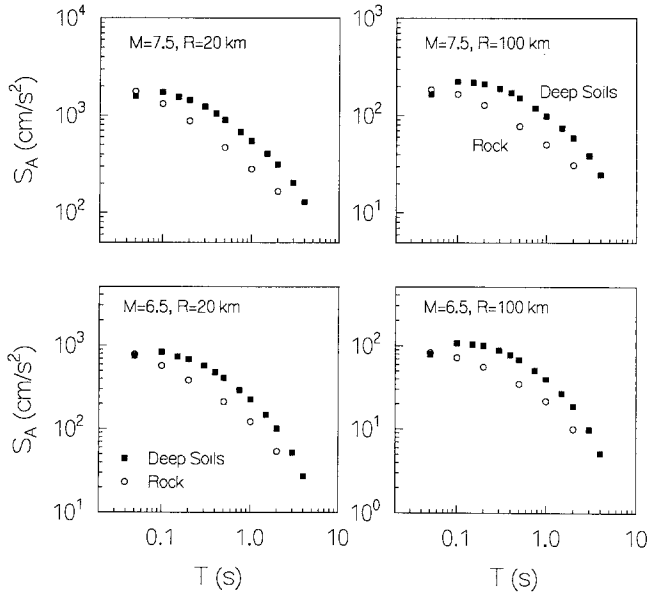 M=7.5, R=20 km
10⁴
10³
10²
S_A (cm/s²)
M=7.5, R=100 km
10³
10²
10¹
Deep Soils
Rock
M=6.5, R=20 km
10³
10²
10¹
S_A (cm/s²)
Deep Soils
Rock
0.1
1.0
10
T (s)
M=6.5, R=100 km
10²
10¹
10⁰
0.1
1.0
10
T (s)